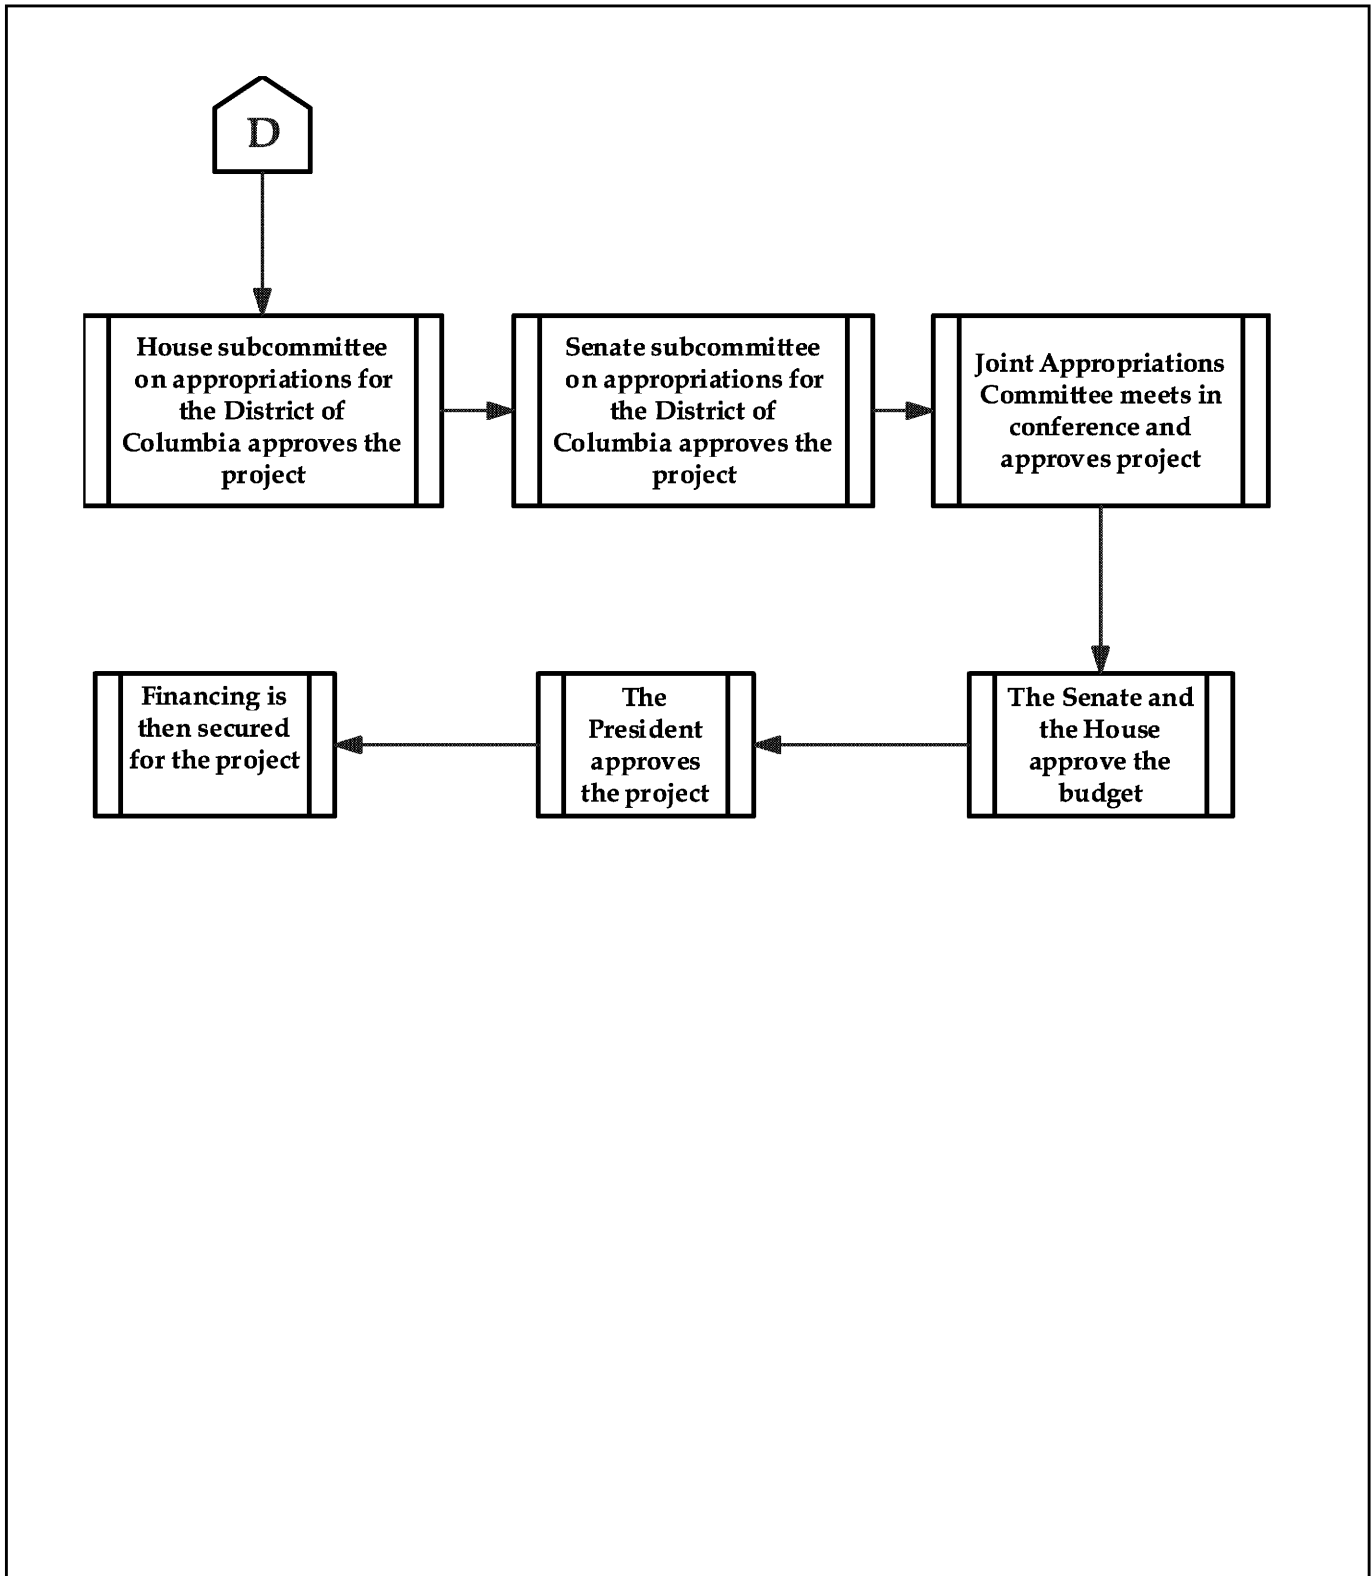 D
House subcommittee
on appropriations for
the District of
Columbia approves the
project
Senate subcommittee
on appropriations for
the District of
Columbia approves the
project
Joint Appropriations
Committee meets in
conference and
approves project
The Senate and
the House
approve the
budget
The
President
approves
the project
Financing is
then secured
for the project